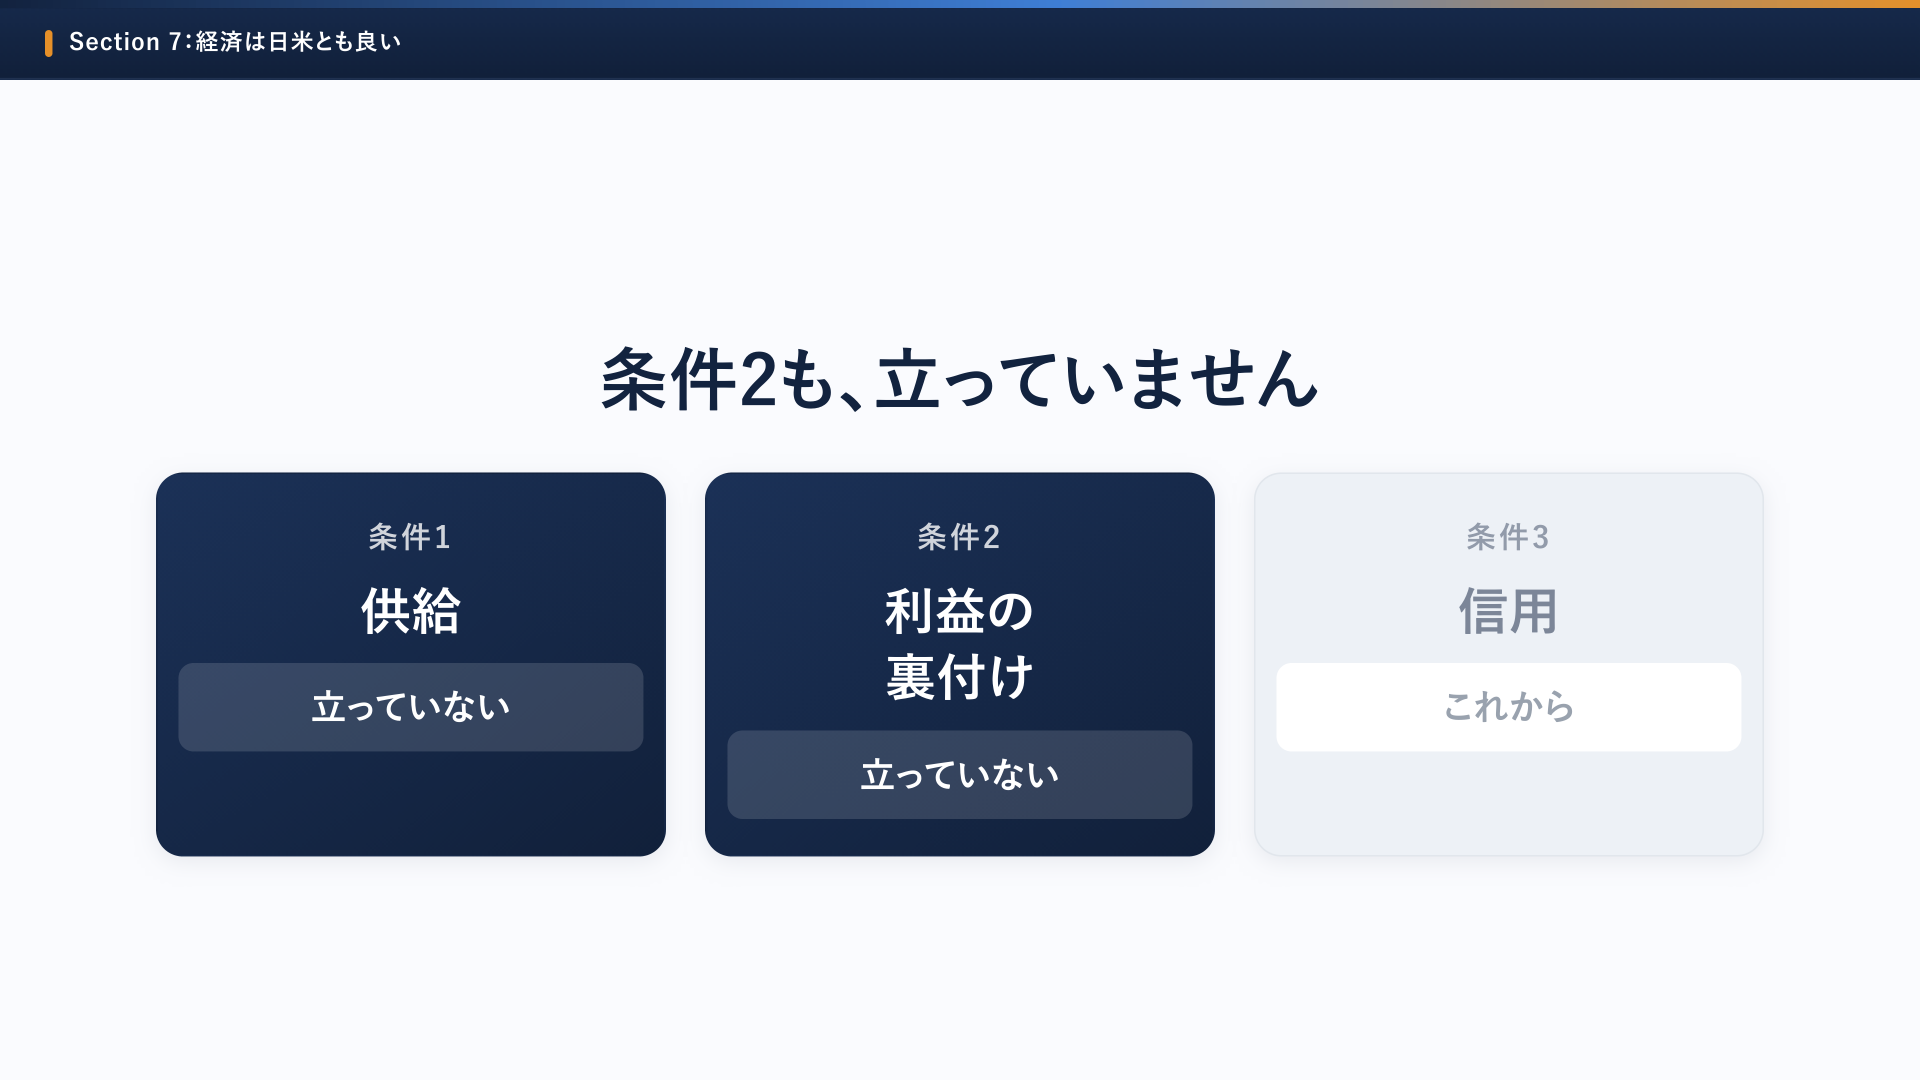 Section 7：経済は日米とも良い
条件2も、立っていません
条件1
供給
立っていない
条件2
利益の
裏付け
立っていない
条件3
信用
これから